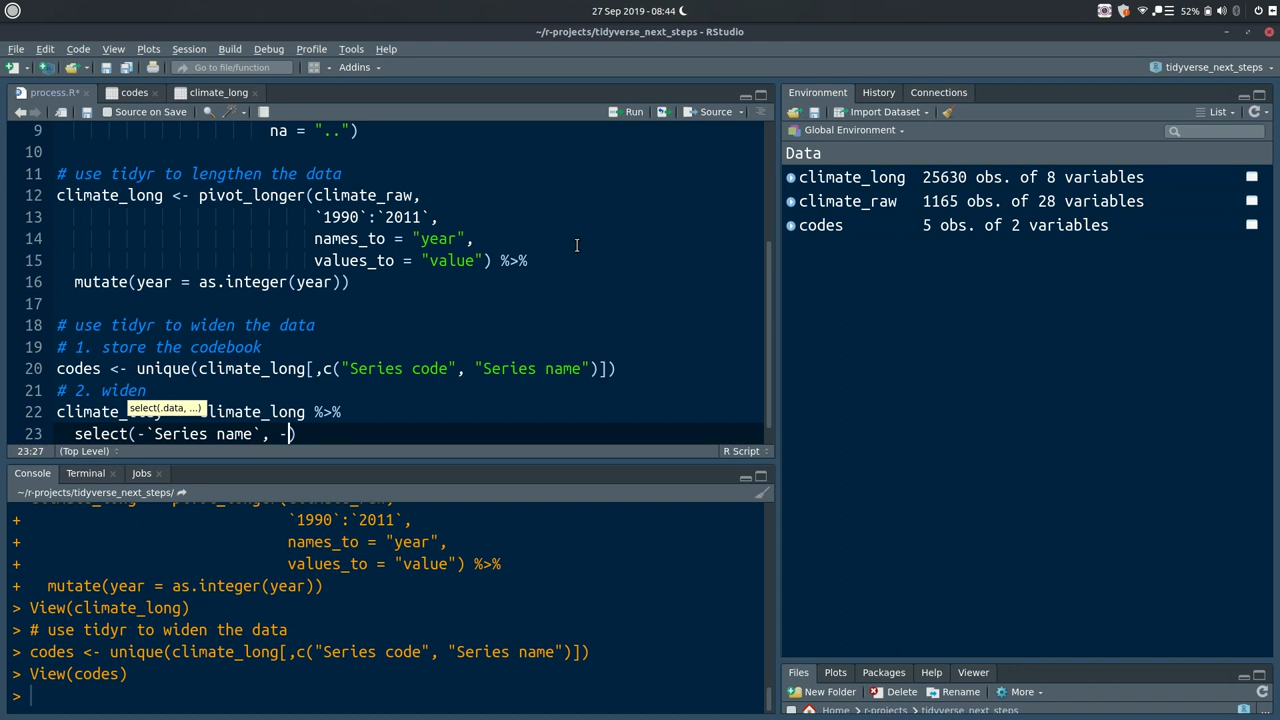 27 Sep 2019 - 08:44
52%
~/r-projects/tidyverse_next_steps - RStudio
File Edit Code View Plots Session Build Debug Profile Tools Help
Go to file/function Addins tidyverse_next_steps
process.R* codes climate_long
Source on Save Run Source
9 na = "..")
10
11 # use tidyr to lengthen the data
12 climate_long <- pivot_longer(climate_raw,
13 `1990`:`2011`,
14 names_to = "year",
15 values_to = "value") %>%
16 mutate(year = as.integer(year))
17
18 # use tidyr to widen the data
19 # 1. store the codebook
20 codes <- unique(climate_long[,c("Series code", "Series name")])
21 # 2. widen
select(.data, ...)
22 climate_ climate_long %>%
23 select(-`Series name`, -)
23:27 (Top Level) R Script
Console Terminal Jobs
~/r-projects/tidyverse_next_steps/
+ `1990`:`2011`,
+ names_to = "year",
+ values_to = "value") %>%
+ mutate(year = as.integer(year))
> View(climate_long)
> # use tidyr to widen the data
> codes <- unique(climate_long[,c("Series code", "Series name")])
> View(codes)
>
Environment History Connections
Import Dataset List
Global Environment
Data
climate_long 25630 obs. of 8 variables
climate_raw 1165 obs. of 28 variables
codes 5 obs. of 2 variables
Files Plots Packages Help Viewer
New Folder Delete Rename More
Home r-projects tidyverse_next_steps